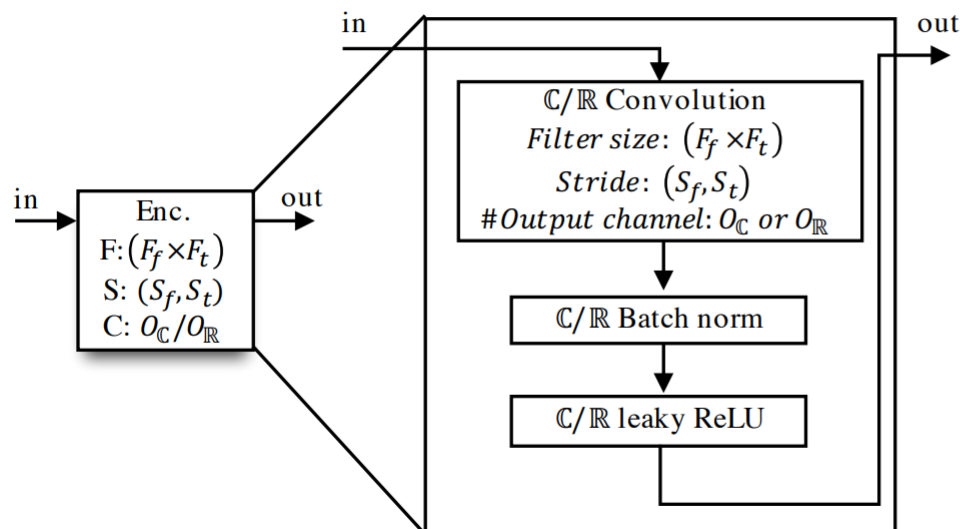 in
out
Enc.
F:(F_f ×F_t)
S: (S_f,S_t)
C: O_ℂ/O_ℝ
in
out
ℂ/ℝ Convolution
Filter size: (F_f ×F_t)
Stride: (S_f,S_t)
#Output channel: O_ℂ or O_ℝ
ℂ/ℝ Batch norm
ℂ/ℝ leaky ReLU